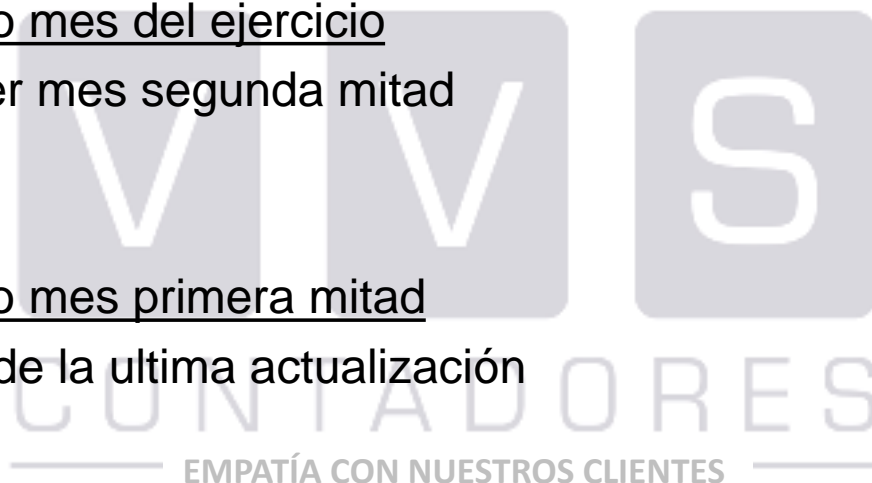 o mes del ejercicio
er mes segunda mitad
o mes primera mitad
de la ultima actualización
V V S
CONTADORES
EMPATÍA CON NUESTROS CLIENTES